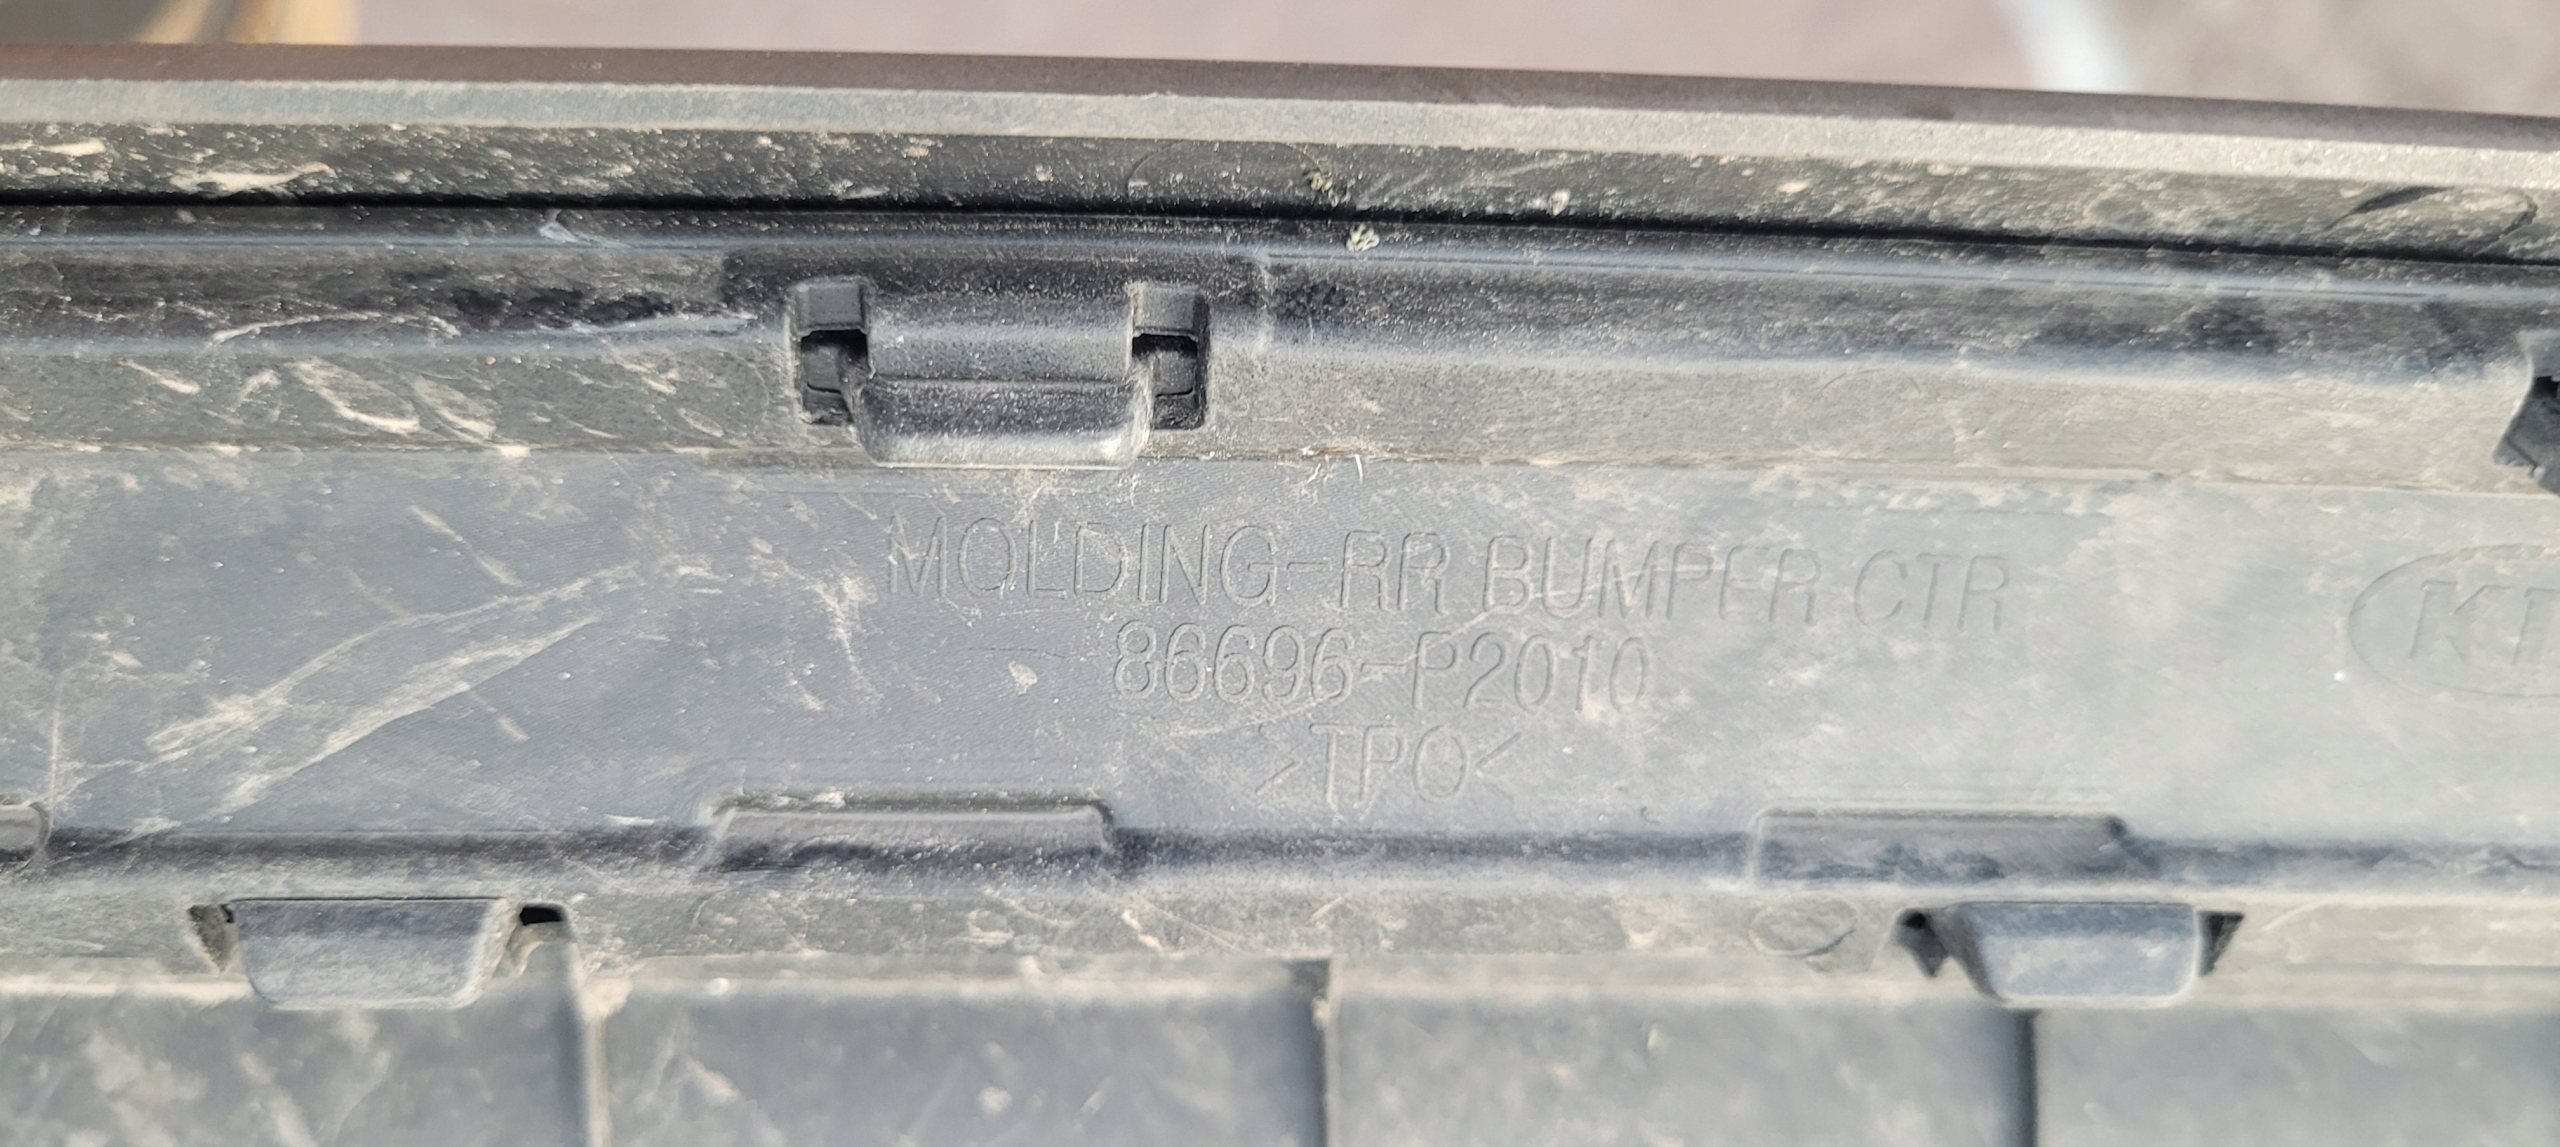 MOLDING-RR BUMPER CTR
86696-P2010
>TPO<